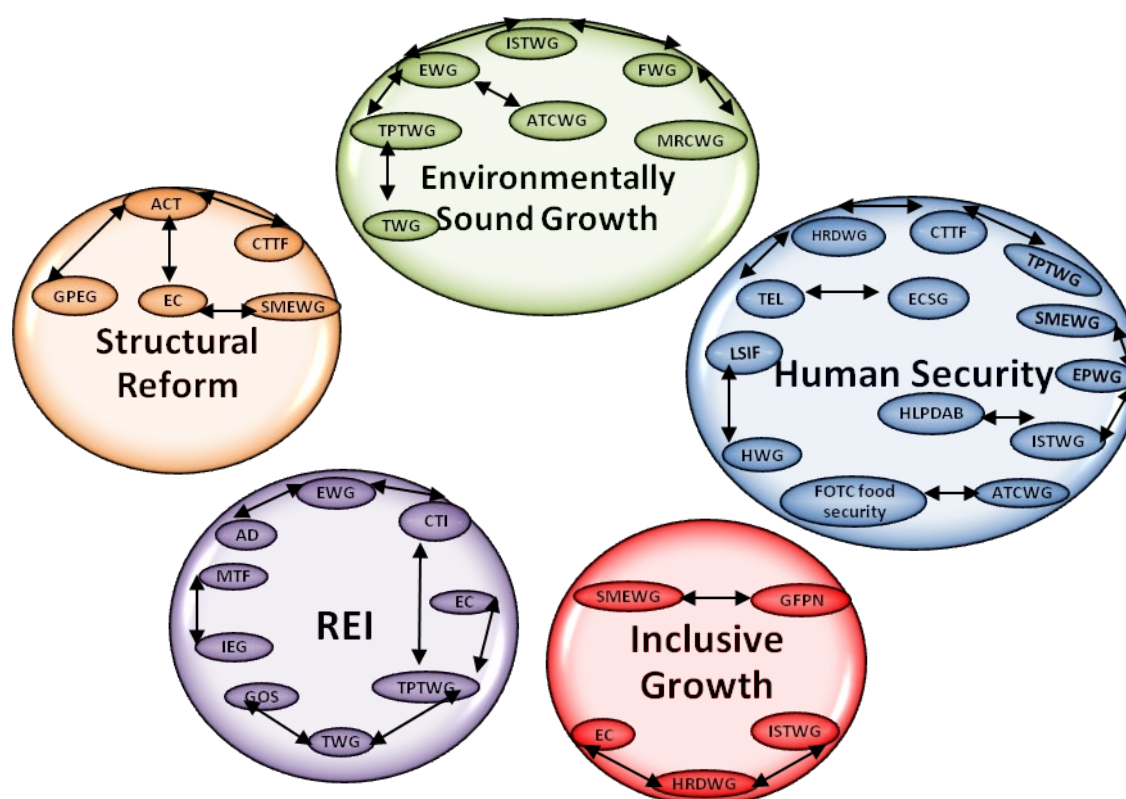 ISTWG
EWG
FWG
ATCWG
TPTWG
MRCWG
Environmentally
Sound Growth
TWG
ACT
CTTF
GPEG
EC
SMEWG
Structural
Reform
HRDWG
CTTF
TPTWG
TEL
ECSG
SMEWG
LSIF
Human Security
EPWG
HLPDAB
ISTWG
HWG
FOTC food
security
ATCWG
EWG
CTI
AD
MTF
EC
REI
IEG
TPTWG
GOS
TWG
SMEWG
GFPN
Inclusive
Growth
EC
ISTWG
HRDWG